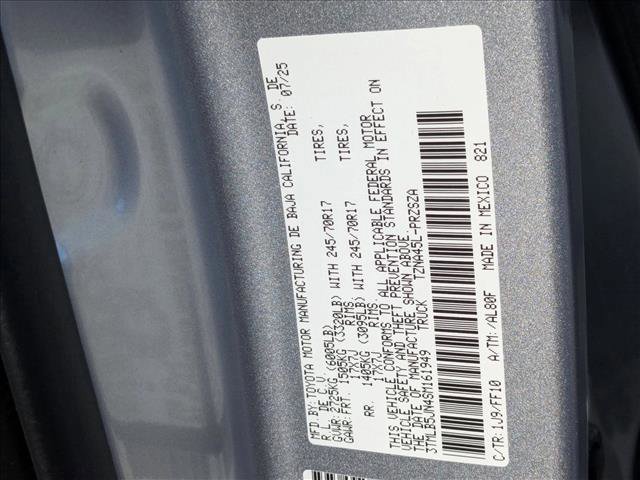 MFD.BY: TOYOTA MOTOR MANUFACTURING DE BAJA CALIFORNIA, S. DE
R.L. DE C.V. DATE: 07/25
GVWR: 2725KG (6005LB)
GAWR: FRT. 1505KG (3320LB) WITH 245/70R17 TIRES,
17X7J RIMS.
RR. 1405KG (3095LB) WITH 245/70R17 TIRES,
17X7J RIMS.
THIS VEHICLE CONFORMS TO ALL APPLICABLE FEDERAL MOTOR
VEHICLE SAFETY AND THEFT PREVENTION STANDARDS IN EFFECT ON
THE DATE OF MANUFACTURE SHOWN ABOVE.
3TMLB5JN4SM161949 TRUCK TZNA45L-PRZSZA
C/TR:1J9/FF10 A/TM:/AL80F MADE IN MEXICO 821